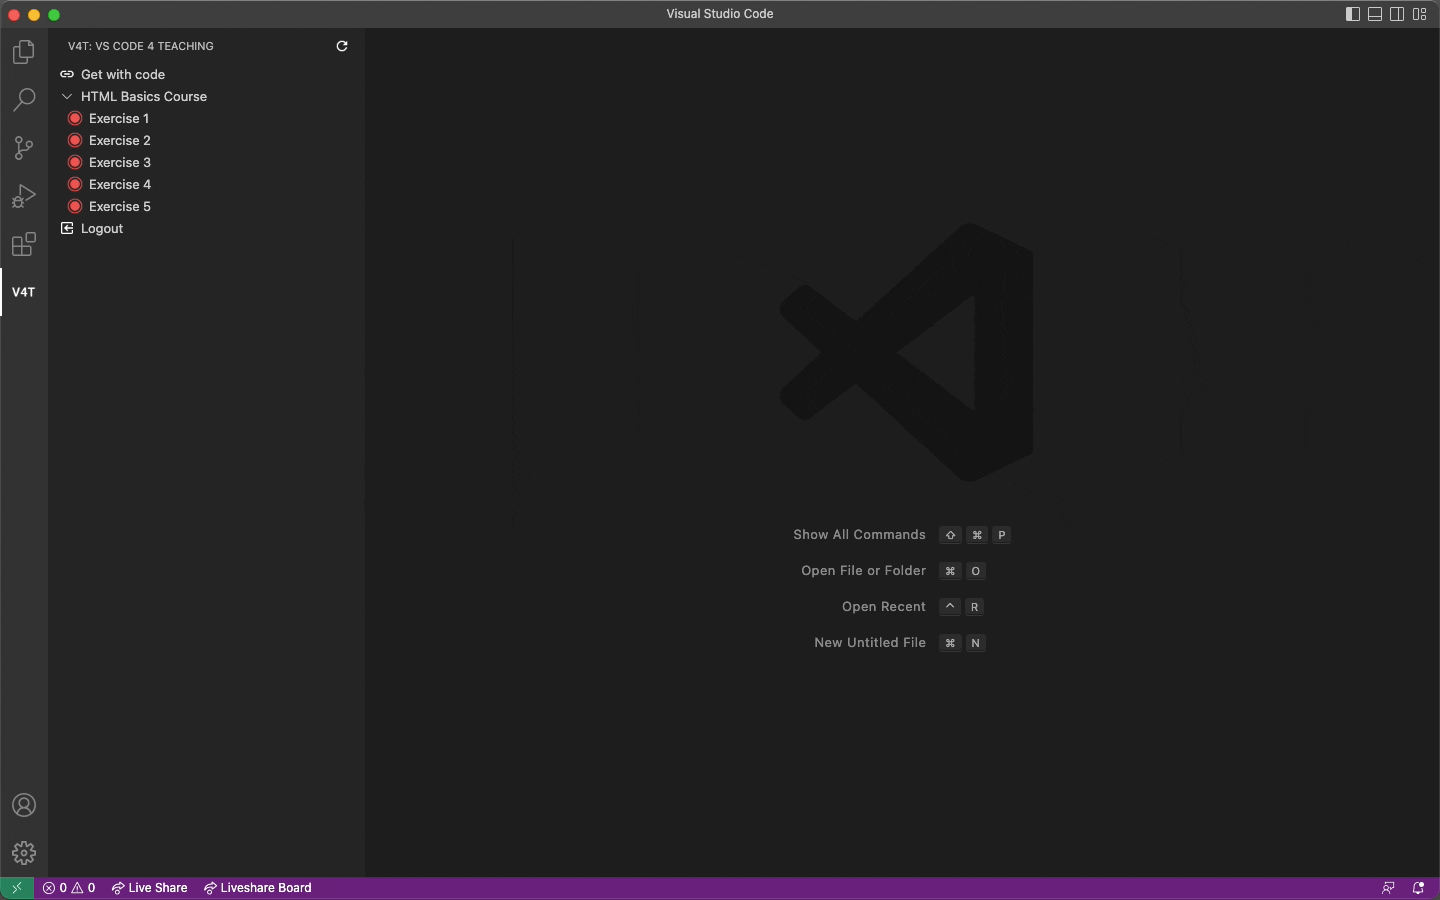 Visual Studio Code
V4T: VS CODE 4 TEACHING
Get with code
HTML Basics Course
Exercise 1
Exercise 2
Exercise 3
Exercise 4
Exercise 5
Logout
V4T
Show All Commands ⇧ ⌘ P
Open File or Folder ⌘ O
Open Recent ^ R
New Untitled File ⌘ N
0 0 Live Share Liveshare Board